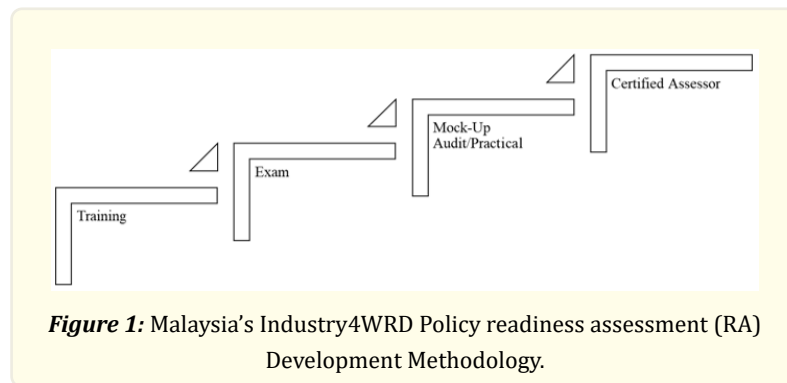 Training
Exam
Mock-Up
Audit/Practical
Certified Assessor
Figure 1: Malaysia's Industry4WRD Policy readiness assessment (RA)
Development Methodology.